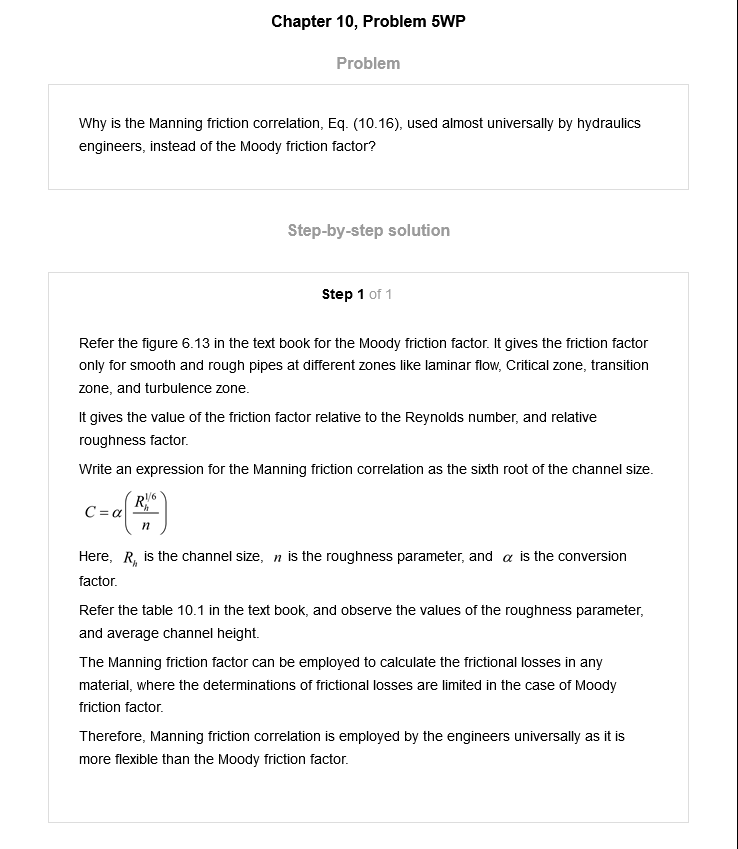 Chapter 10, Problem 5WP
Problem
Why is the Manning friction correlation, Eq. (10.16), used almost universally by hydraulics
engineers, instead of the Moody friction factor?
Step-by-step solution
Step 1 of 1
Refer the figure 6.13 in the text book for the Moody friction factor. It gives the friction factor
only for smooth and rough pipes at different zones like laminar flow, Critical zone, transition
zone, and turbulence zone.
It gives the value of the friction factor relative to the Reynolds number, and relative
roughness factor.
Write an expression for the Manning friction correlation as the sixth root of the channel size.
C = α(R_h^{1/6}/n)
Here, R_h is the channel size, n is the roughness parameter, and α is the conversion
factor.
Refer the table 10.1 in the text book, and observe the values of the roughness parameter,
and average channel height.
The Manning friction factor can be employed to calculate the frictional losses in any
material, where the determinations of frictional losses are limited in the case of Moody
friction factor.
Therefore, Manning friction correlation is employed by the engineers universally as it is
more flexible than the Moody friction factor.